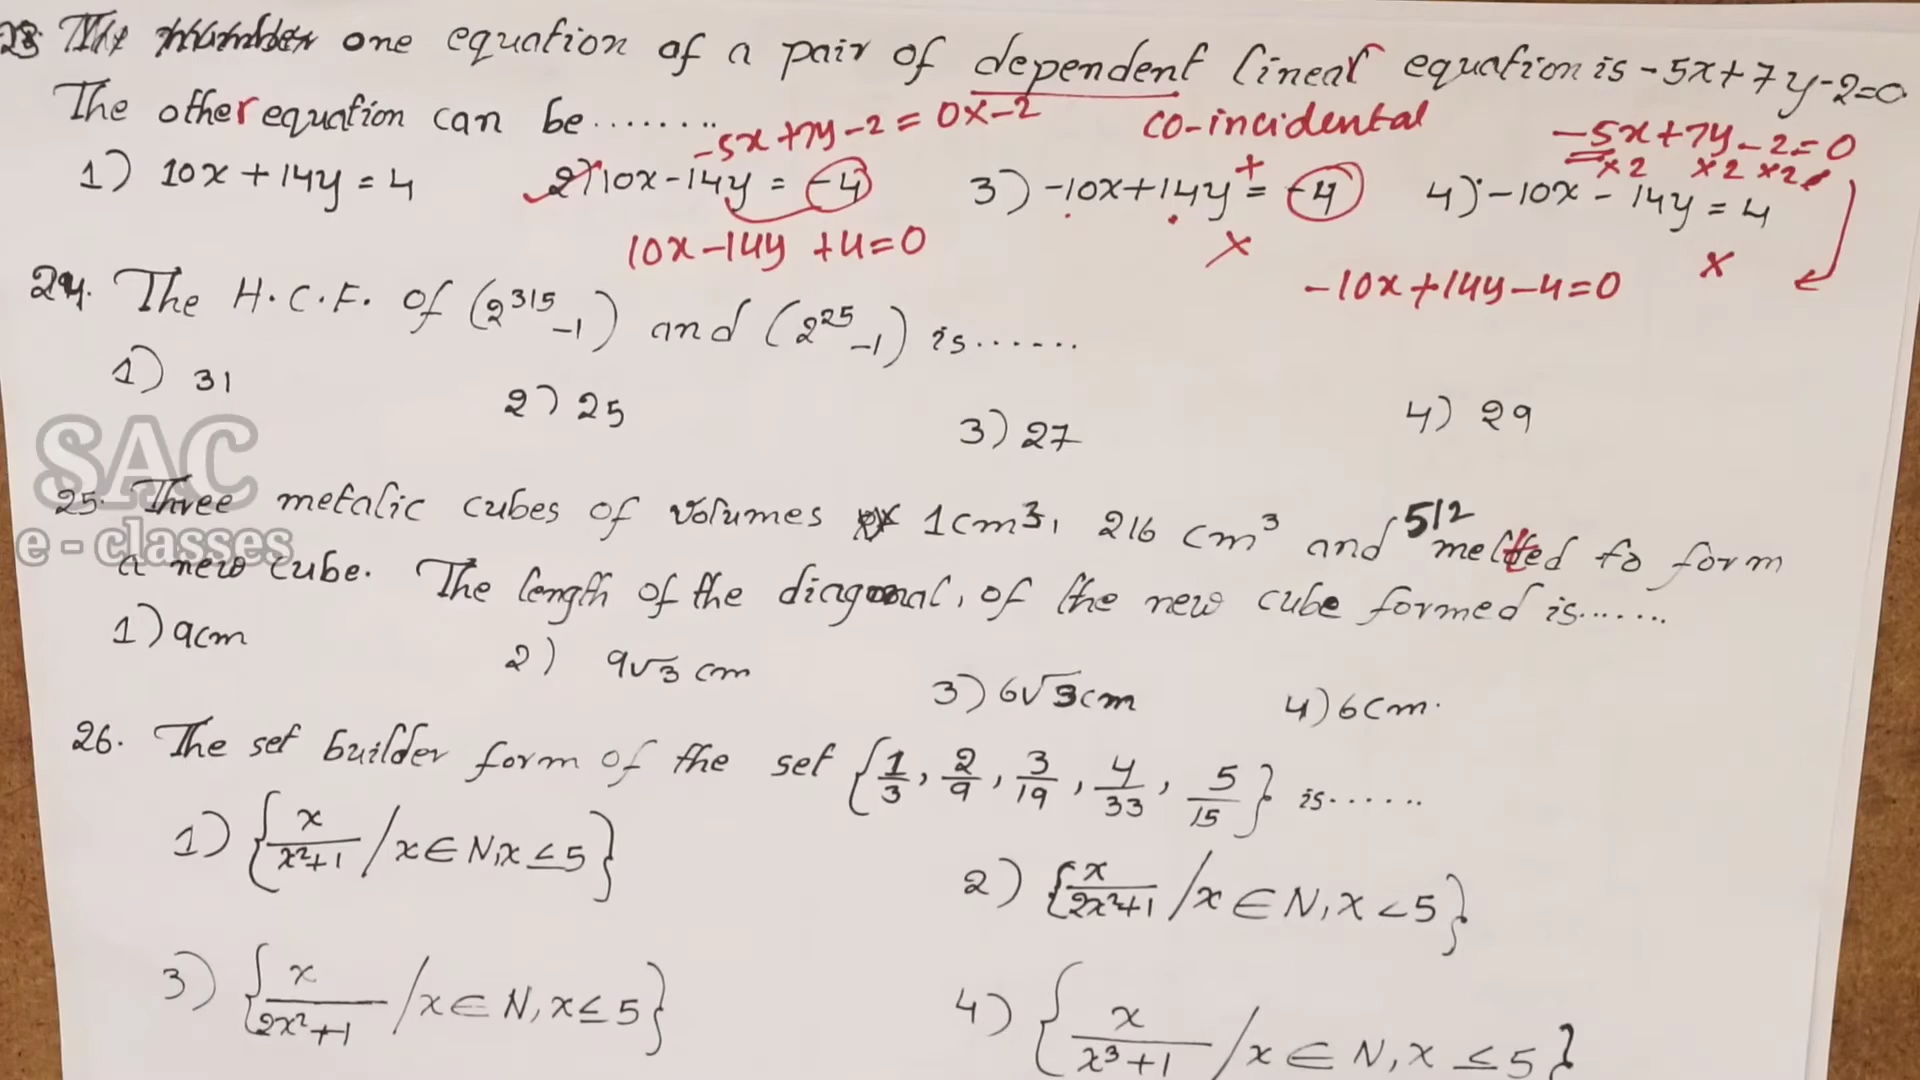 23 The number one equation of a pair of dependent linear equation is -5x+7y-2=0
The other equation can be ........
-5x+7y-2 = 0x-2
co-incidental
-5x+7y-2=0
×2 ×2 ×2
1) 10x+14y=4 2) 10x-14y = -4 3) -10x+14y = -4 4) -10x-14y=4
+
10x-14y+4=0 × ×
-10x+14y-4=0
24. The H.C.F. of (2^315-1) and (2^25-1) is......
1) 31 2) 25 3) 27 4) 29
SAC
e-classes
25. Three metalic cubes of volumes 1cm³, 216 cm³ and 512 melted to form
a new cube. The length of the diagonal, of the new cube formed is......
1) 9cm 2) 9√3 cm 3) 6√3cm 4) 6cm.
26. The set builder form of the set {1/3, 2/9, 3/19, 4/33, 5/15} is......
1) {x/x²+1 / x∈N,x≤5}
2) {x/2x²+1 / x∈N,x<5}
3) {x/2x²+1 / x∈N,x≤5}
4) {x/x³+1 / x∈N,x≤5}